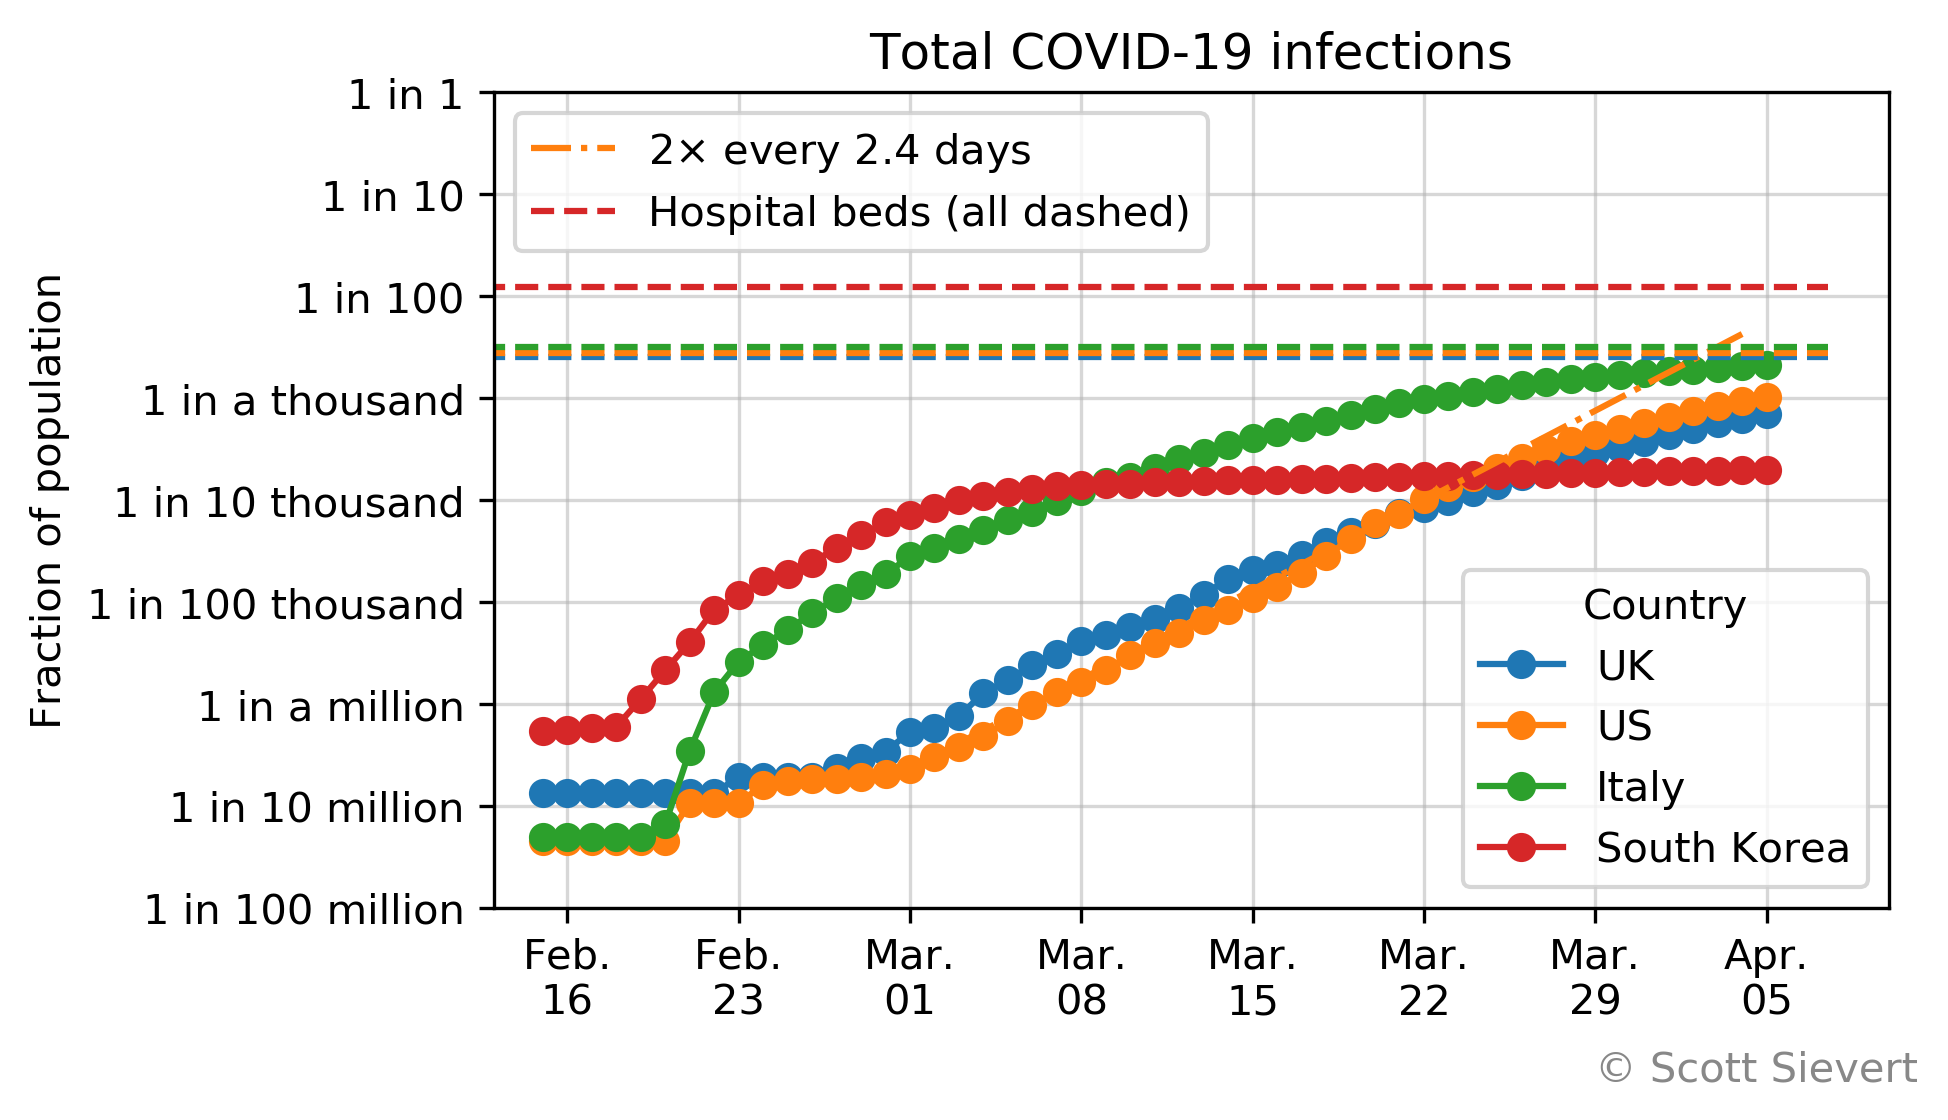 Total COVID-19 infections
1 in 1
1 in 10
1 in 100
1 in a thousand
1 in 10 thousand
1 in 100 thousand
1 in a million
1 in 10 million
1 in 100 million
Fraction of population
2× every 2.4 days
Hospital beds (all dashed)
Country
UK
US
Italy
South Korea
Feb. 16
Feb. 23
Mar. 01
Mar. 08
Mar. 15
Mar. 22
Mar. 29
Apr. 05
© Scott Sievert